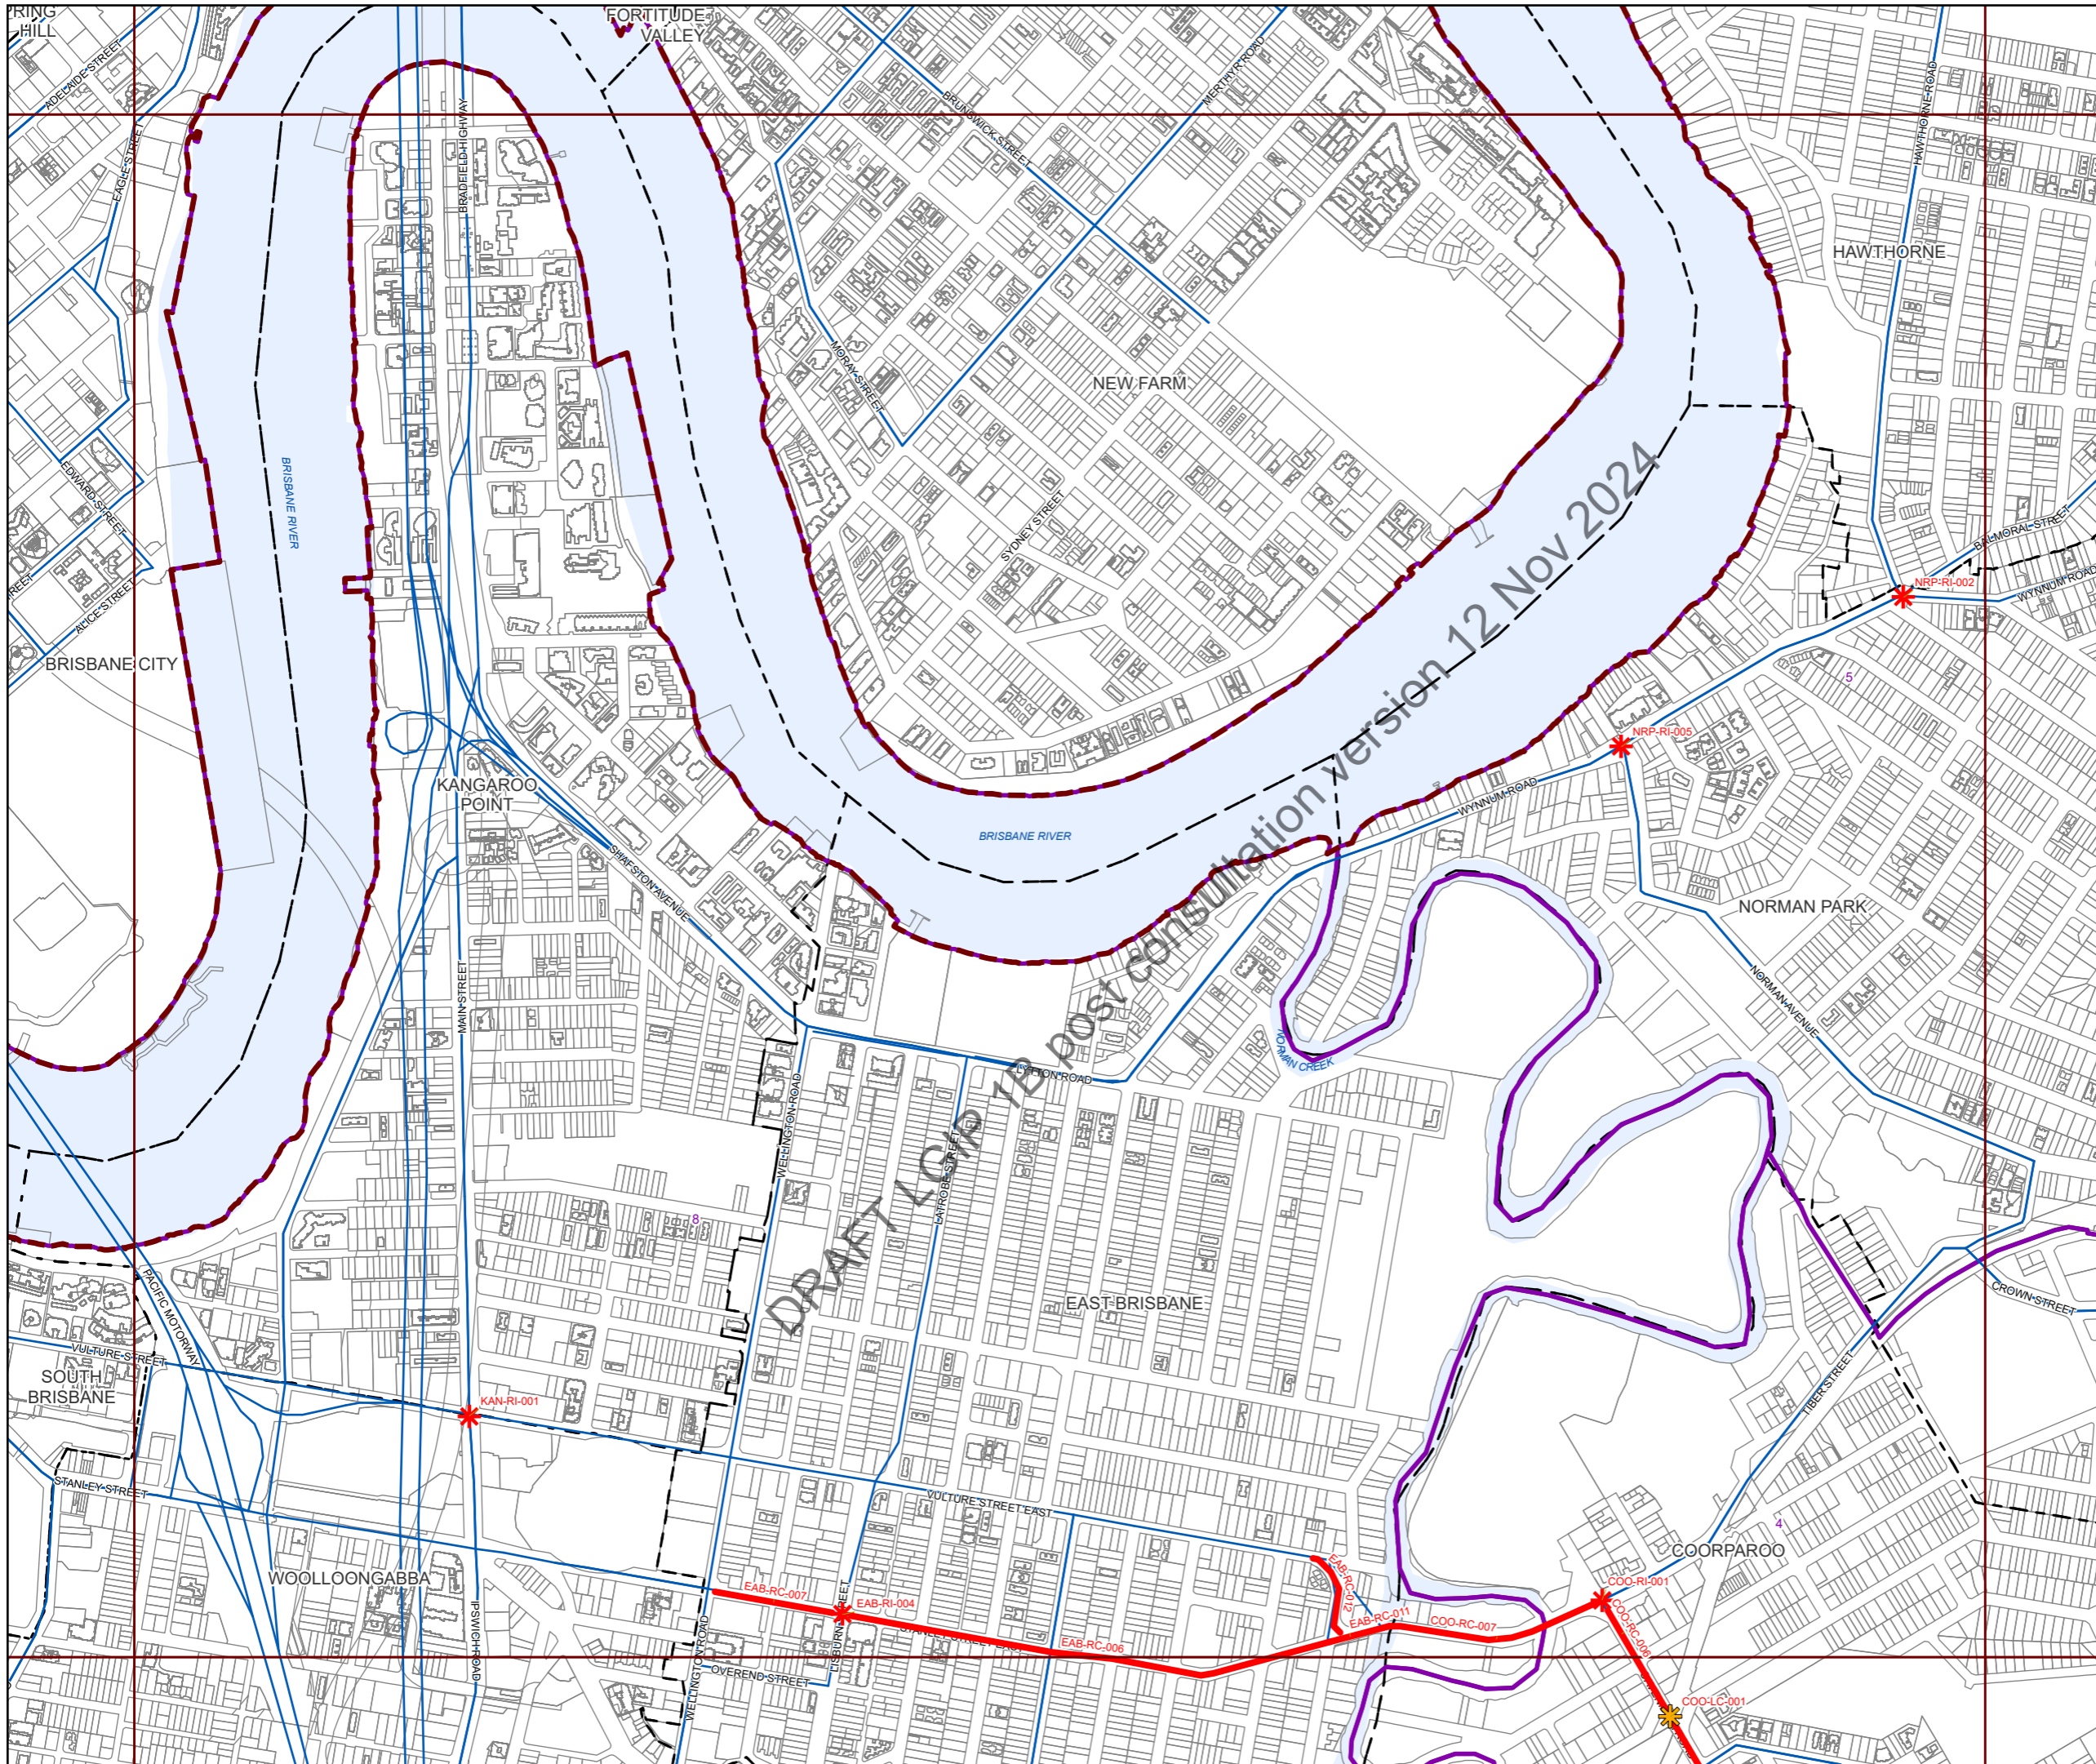 FORTITUDE
VALLEY
HILL
ADELAIDE STREET
EAGLE STREET
BRADFIELD HIGHWAY
BRUNSWICK STREET
MERTHYR ROAD
HAWTHORNE ROAD
HAWTHORNE
MORAY STREET
NEW FARM
BRISBANE RIVER
EDWARD STREET
SYDNEY STREET
BALMORAL STREET
NRP-RI-002
WYNNUM ROAD
ALICE STREET
BRISBANE CITY
5
NRP-RI-005
KANGAROO
POINT
WYNNUM ROAD
BRISBANE RIVER
SHAFSTON AVENUE
NORMAN PARK
MAIN STREET
NORMAN AVENUE
NORMAN CREEK
LYTTON ROAD
WELLINGTON ROAD
LATROBE STREET
DRAFT LGIP 1B post consultation version 12 Nov 2024
8
PACIFIC MOTORWAY
EAST BRISBANE
CROWN STREET
VULTURE STREET
SOUTH
BRISBANE
TIBER STREET
KAN-RI-001
STANLEY STREET
VULTURE STREET EAST
4
COORPAROO
WOOLLOONGABBA
EAB-RC-007
EAB-RI-004
EAB-RC-012
COO-RI-001
EAB-RC-011
COO-RC-007
COO-RC-006
IPSWICH ROAD
WELLINGTON ROAD
LISBURN STREET
STANLEY STREET EAST
EAB-RC-006
OVEREND STREET
COO-LC-001